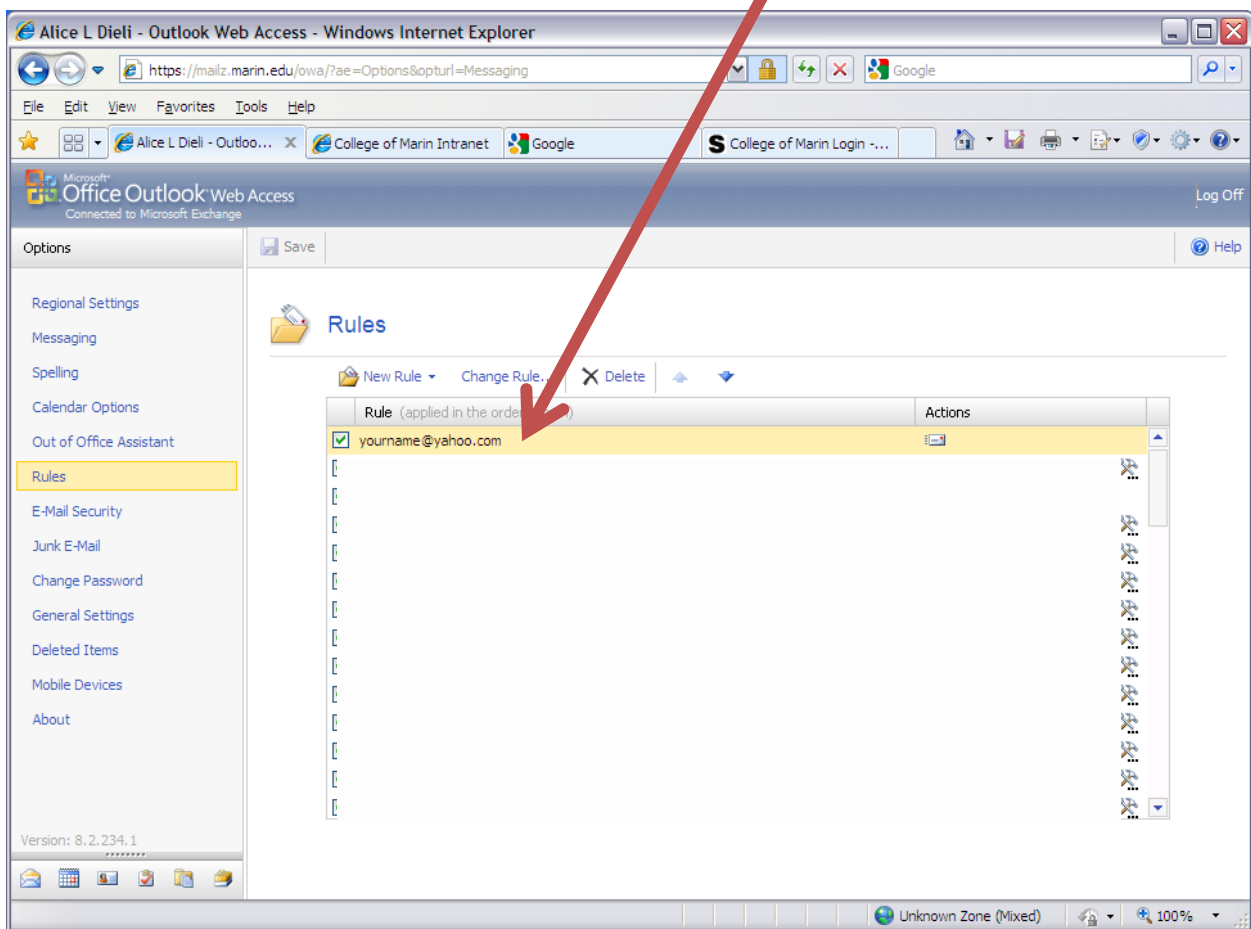 Alice L Dieli - Outlook Web Access - Windows Internet Explorer
https://mailz.marin.edu/owa/?ae=Options&opturl=Messaging
Google
File Edit View Favorites Tools Help
Alice L Dieli - Outloo... X College of Marin Intranet Google S College of Marin Login -...
Microsoft
Office Outlook Web Access
Connected to Microsoft Exchange
Log Off
Options
Save
Help
Regional Settings
Messaging
Spelling
Calendar Options
Out of Office Assistant
Rules
E-Mail Security
Junk E-Mail
Change Password
General Settings
Deleted Items
Mobile Devices
About
Rules
New Rule Change Rule... Delete
Rule (applied in the order
Actions
yourname@yahoo.com
Version: 8.2.234.1
Unknown Zone (Mixed) 100%